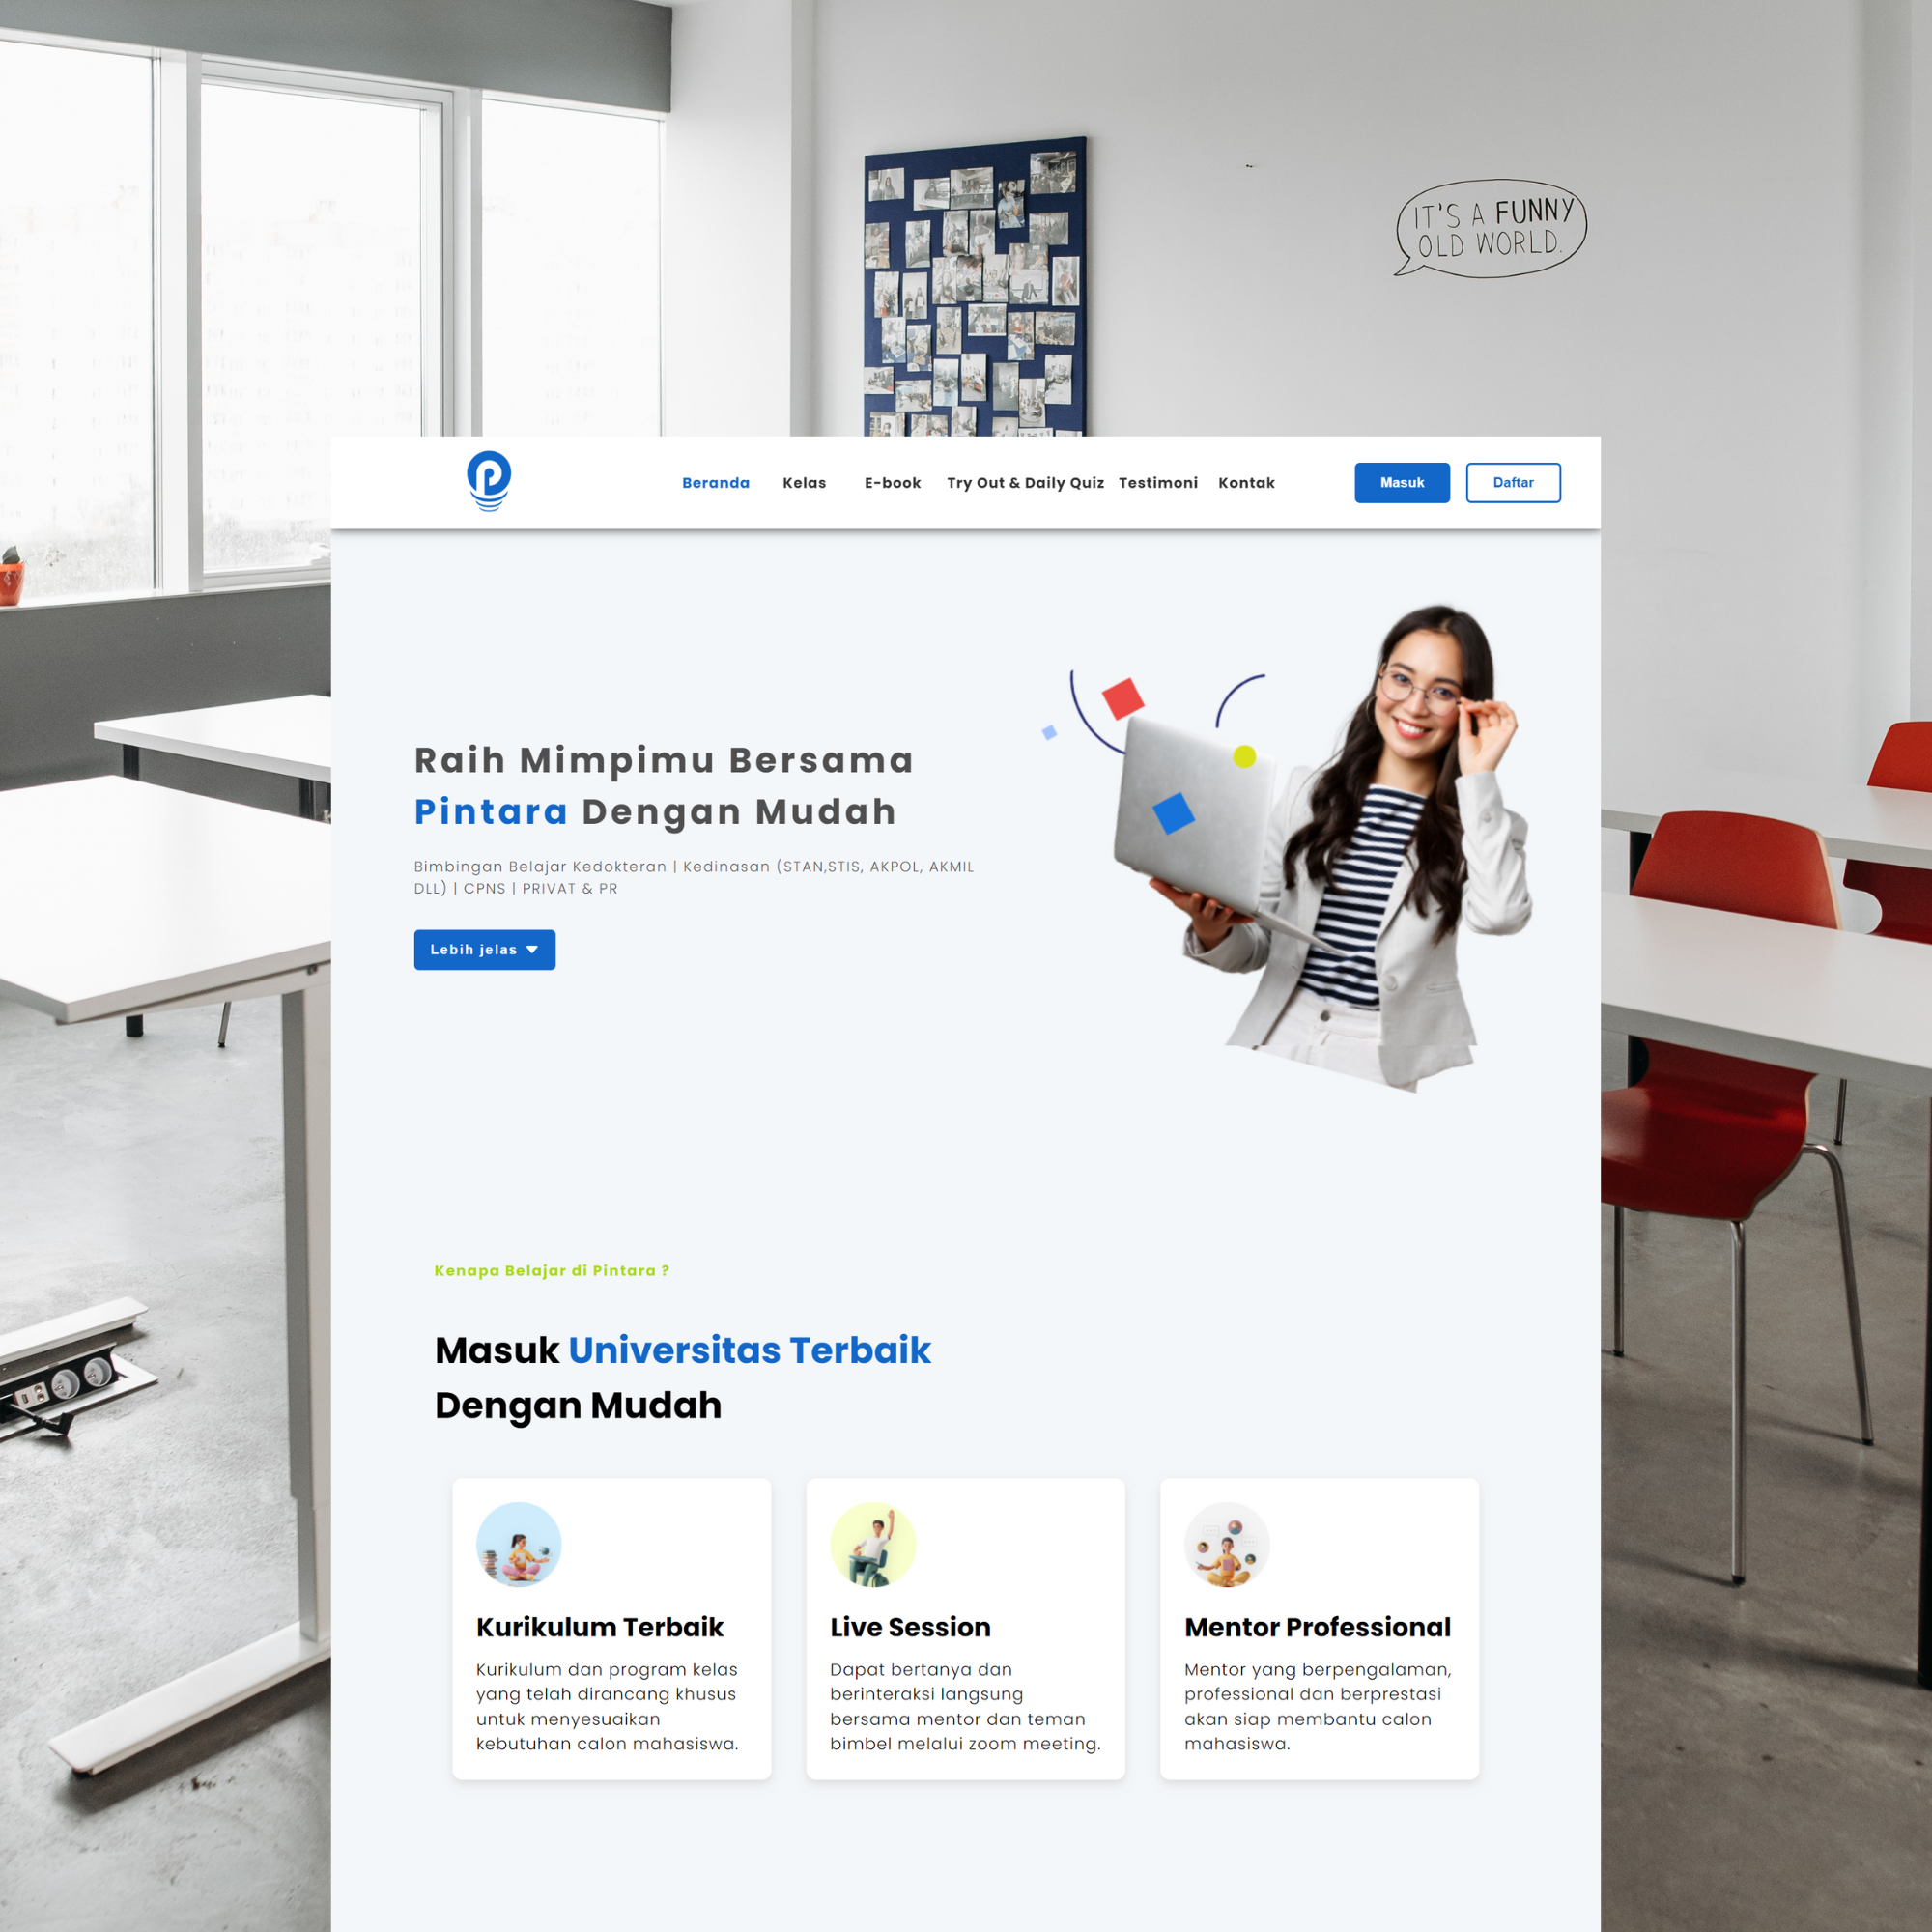 IT'S A FUNNY
OLD WORLD.
Beranda Kelas E-book Try Out & Daily Quiz Testimoni Kontak Masuk Daftar
Raih Mimpimu Bersama
Pintara Dengan Mudah
Bimbingan Belajar Kedokteran | Kedinasan (STAN,STIS, AKPOL, AKMIL
DLL) | CPNS | PRIVAT & PR
Lebih jelas
Kenapa Belajar di Pintara ?
Masuk Universitas Terbaik
Dengan Mudah
Kurikulum Terbaik
Kurikulum dan program kelas
yang telah dirancang khusus
untuk menyesuaikan
kebutuhan calon mahasiswa.
Live Session
Dapat bertanya dan
berinteraksi langsung
bersama mentor dan teman
bimbel melalui zoom meeting.
Mentor Professional
Mentor yang berpengalaman,
professional dan berprestasi
akan siap membantu calon
mahasiswa.